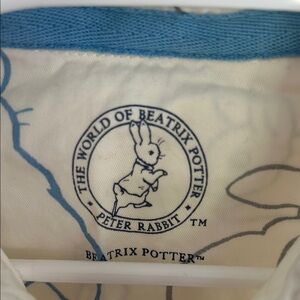 THE WORLD OF BEATRIX POTTER
PETER RABBIT ™
BEATRIX POTTER™